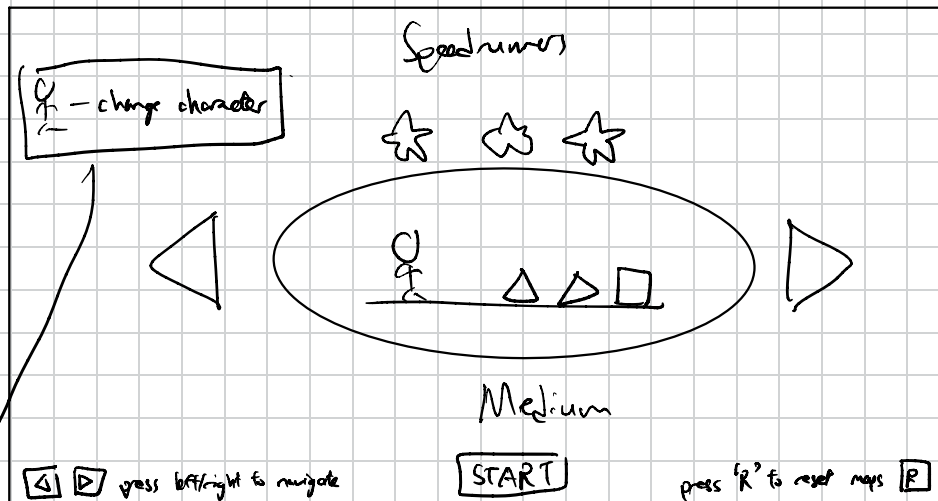 Speedrunners
- change character
Medium
press left/right to navigate
START
press 'R' to reset maps R